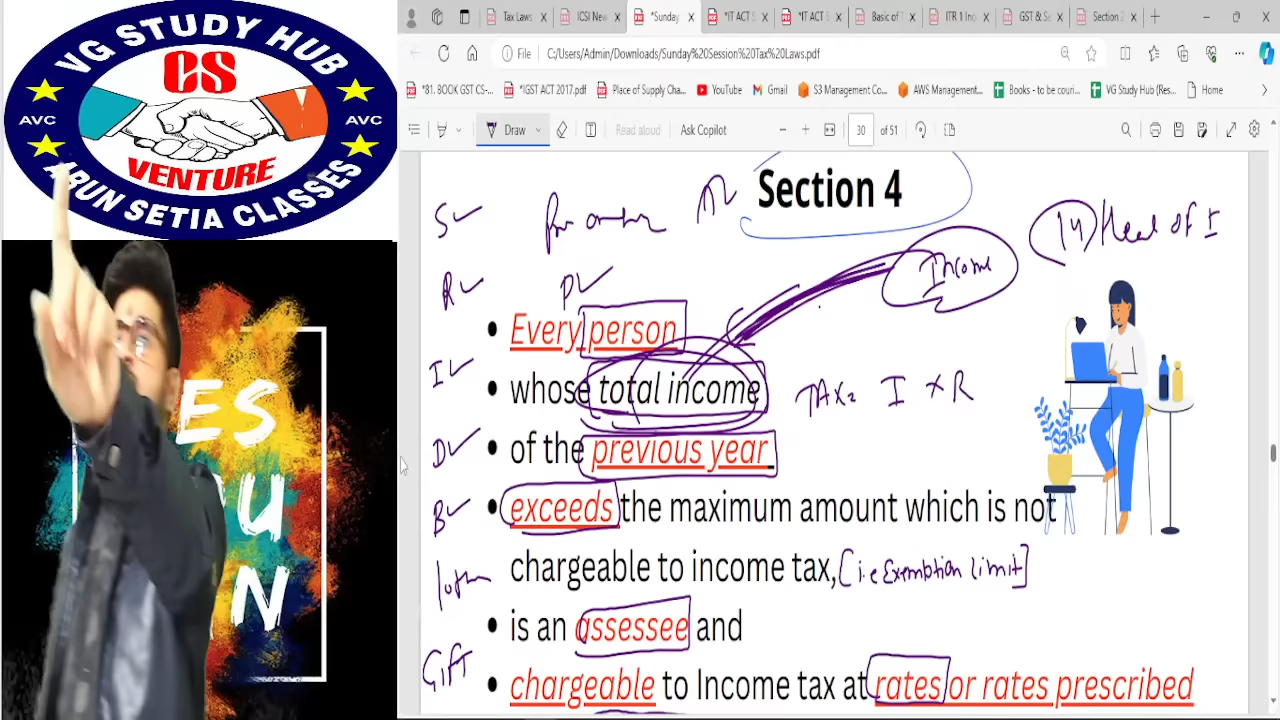 VG STUDY HUB
CS
AVC
AVC
VENTURE
ARUN SETIA CLASSES
ES
U
N
Tax Laws
ICSI New
*Sunday
*IT ACT S
*IT ACT
Basic of I
ITR 1 Inc
GST & S
Section 2
File C:/Users/Admin/Downloads/Sunday%20Session%20Tax%20Laws.pdf
*81. BOOK GST CS-...
*IGST ACT 2017.pdf
Place of Supply Cha...
YouTube
Gmail
S3 Management Co...
AWS Management...
Books - to be couri...
VG Study Hub (Res...
Home
Draw
Read aloud
Ask Copilot
30 of 51
Section 4
S
14) Head of I
Income
R
P
• Every person
I
• whose total income
TAX = I × R
D
• of the previous year
B
• exceeds the maximum amount which is not
chargeable to income tax, [i.e Exemption Limit]
• is an assessee and
Gift
• chargeable to Income tax at rates or rates prescribed